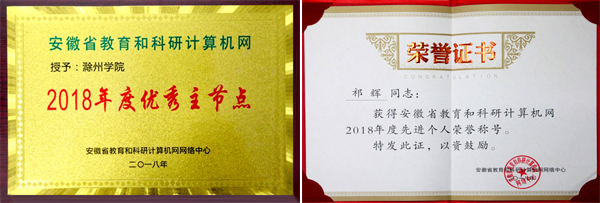 安徽省教育和科研计算机网
授予：滁州学院
2018年度优秀主节点
安徽省教育和科研计算机网网络中心
二〇一八年
荣誉证书
CONGRATULATION
祁辉 同志：
获得安徽省教育和科研计算机网
2018年度先进个人荣誉称号。
特发此证，以资鼓励。
安徽省教育和科研计算机网网络中心